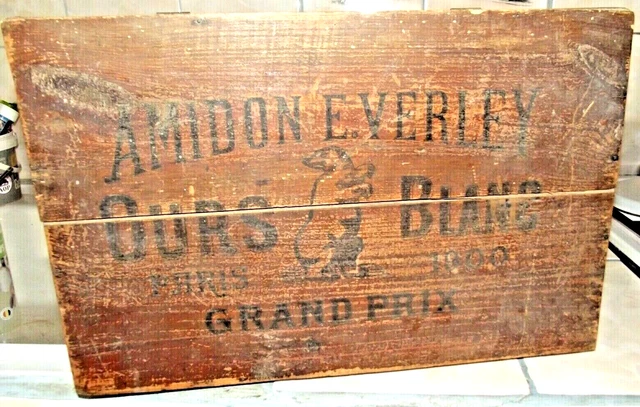 AMIDON E. VERLEY
OURS BLANC
PARIS 1900
GRAND PRIX